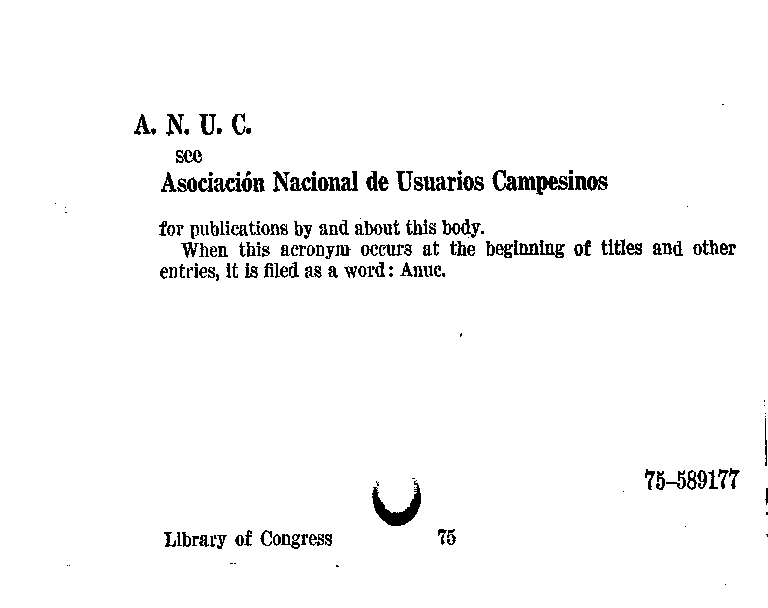 A. N. U. C.
see
Asociación Nacional de Usuarios Campesinos
for publications by and about this body.
When this acronym occurs at the beginning of titles and other
entries, it is filed as a word: Anuc.
75–589177
Library of Congress 75